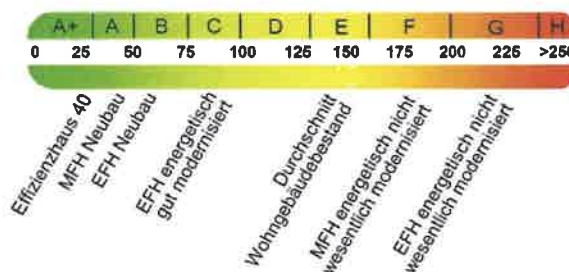 A+ A B C D E F G H
0 25 50 75 100 125 150 175 200 225 >250
Effizienzhaus 40
MFH Neubau
EFH Neubau
EFH energetisch
gut modernisiert
Durchschnitt
Wohngebäudebestand
MFH energetisch nicht
wesentlich modernisiert
EFH energetisch nicht
wesentlich modernisiert